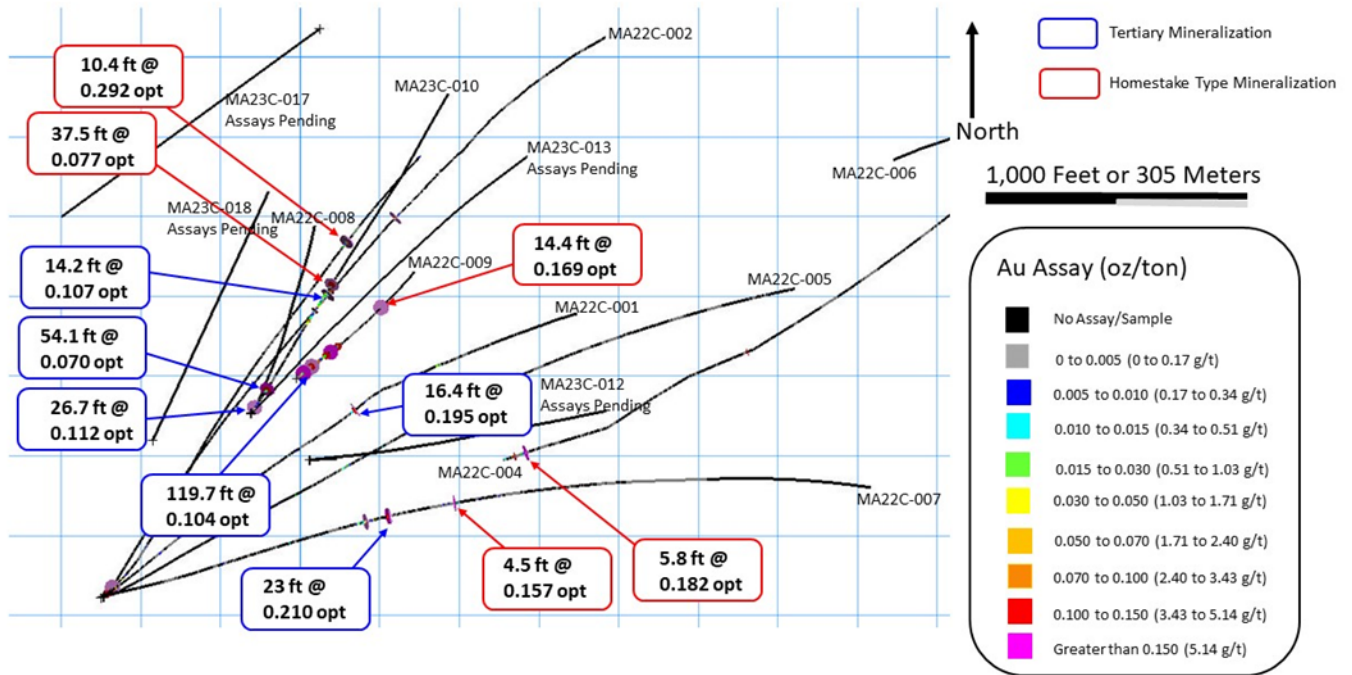 MA22C-002
10.4 ft @
0.292 opt
MA23C-010
MA23C-017
Assays Pending
37.5 ft @
0.077 opt
MA23C-013
Assays Pending
MA22C-006
MA23C-018
Assays Pending
MA22C-008
14.2 ft @
0.107 opt
MA22C-009
14.4 ft @
0.169 opt
MA22C-005
MA22C-001
54.1 ft @
0.070 opt
26.7 ft @
0.112 opt
16.4 ft @
0.195 opt
MA23C-012
Assays Pending
MA22C-004
119.7 ft @
0.104 opt
MA22C-007
23 ft @
0.210 opt
4.5 ft @
0.157 opt
5.8 ft @
0.182 opt
Tertiary Mineralization
Homestake Type Mineralization
North
1,000 Feet or 305 Meters
Au Assay (oz/ton)
No Assay/Sample
0 to 0.005 (0 to 0.17 g/t)
0.005 to 0.010 (0.17 to 0.34 g/t)
0.010 to 0.015 (0.34 to 0.51 g/t)
0.015 to 0.030 (0.51 to 1.03 g/t)
0.030 to 0.050 (1.03 to 1.71 g/t)
0.050 to 0.070 (1.71 to 2.40 g/t)
0.070 to 0.100 (2.40 to 3.43 g/t)
0.100 to 0.150 (3.43 to 5.14 g/t)
Greater than 0.150 (5.14 g/t)